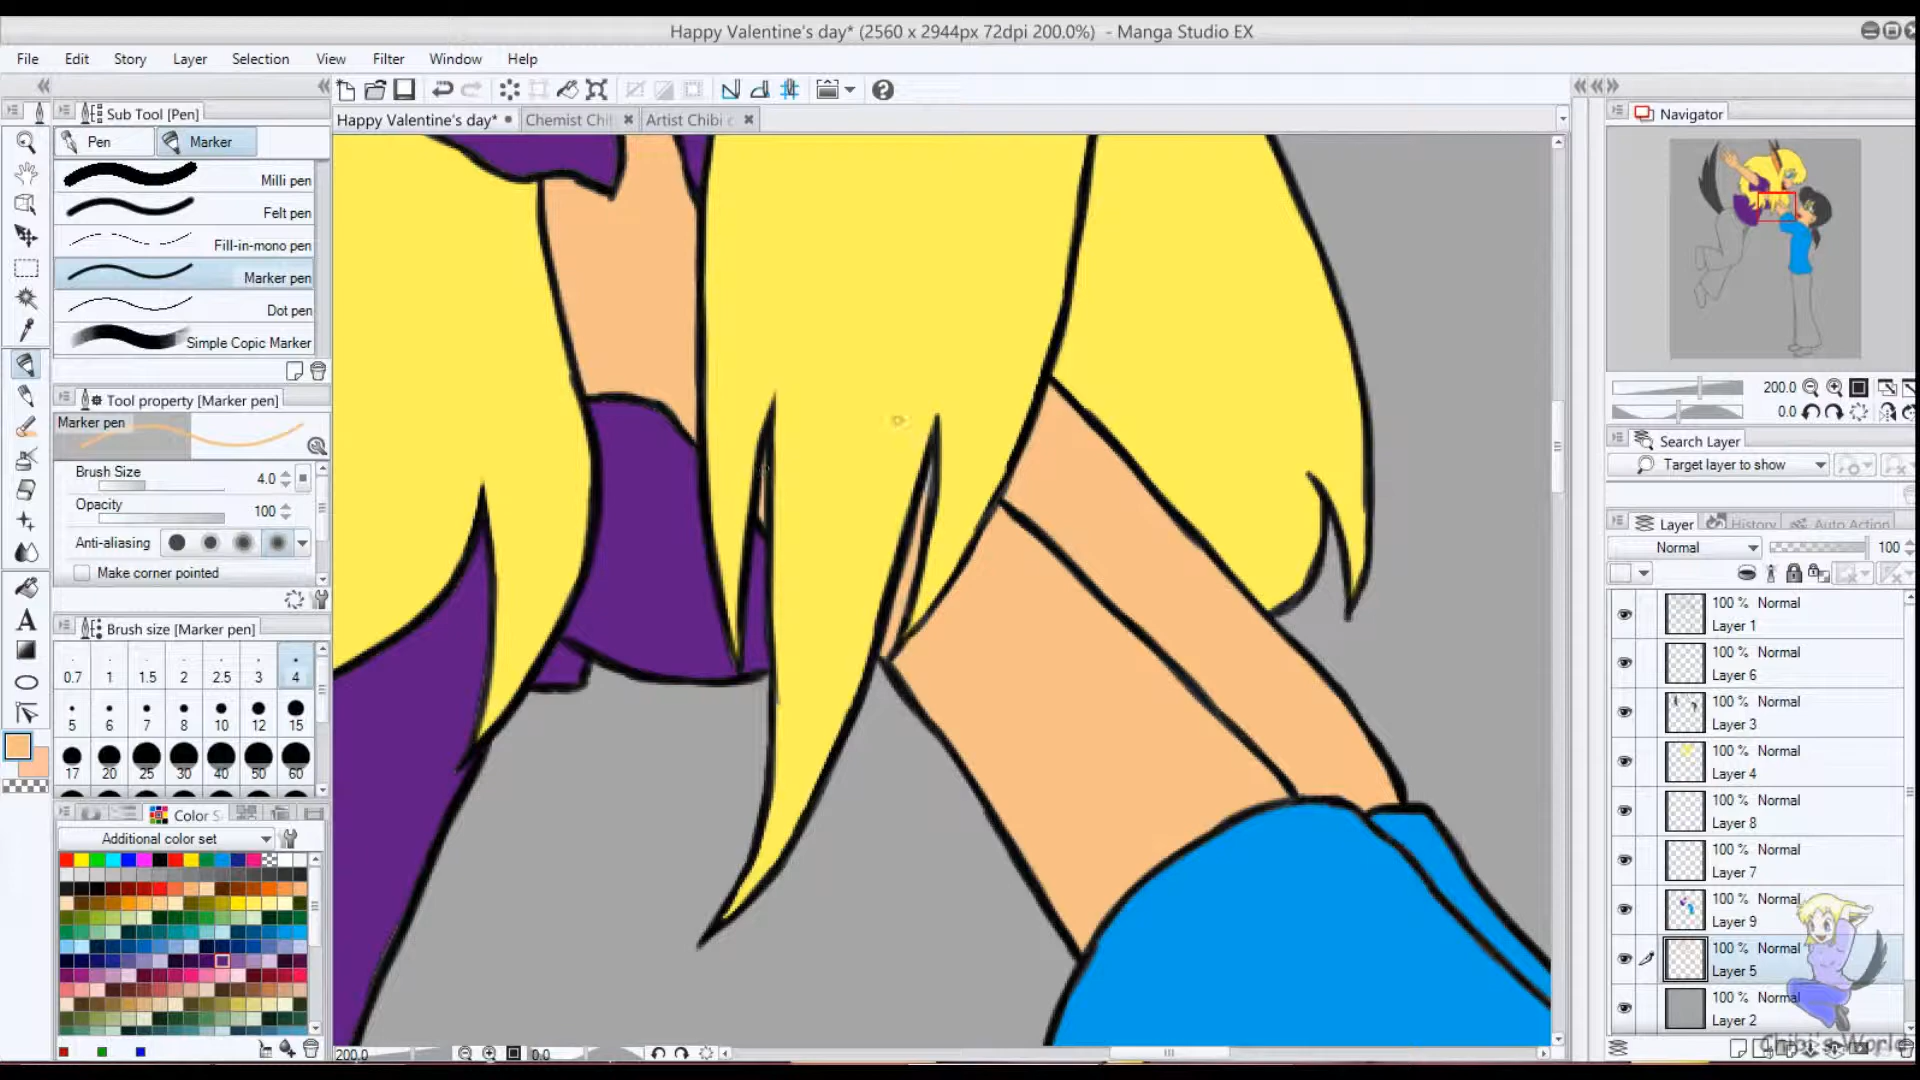 Happy Valentine's day* (2560 x 2944px 72dpi 200.0%) - Manga Studio EX
File Edit Story Layer Selection View Filter Window Help
Sub Tool [Pen]
Navigator
Happy Valentine's day* Chemist Chi Artist Chibi
Pen Marker
Milli pen
Felt pen
Fill-in-mono pen
Marker pen
Dot pen
Simple Copic Marker
Tool property [Marker pen]
Marker pen
Brush Size 4.0
Opacity 100
Anti-aliasing
Make corner pointed
Brush size [Marker pen]
0.7 1 1.5 2 2.5 3 4
5 6 7 8 10 12 15
17 20 25 30 40 50 60
Color S
Additional color set
200.0 0.0
200.0
0.0
Search Layer
Target layer to show
Layer History Auto Action
Normal 100
100 % Normal
Layer 1
100 % Normal
Layer 6
100 % Normal
Layer 3
100 % Normal
Layer 4
100 % Normal
Layer 8
100 % Normal
Layer 7
100 % Normal
Layer 9
100 % Normal
Layer 5
100 % Normal
Layer 2
Chibi's World